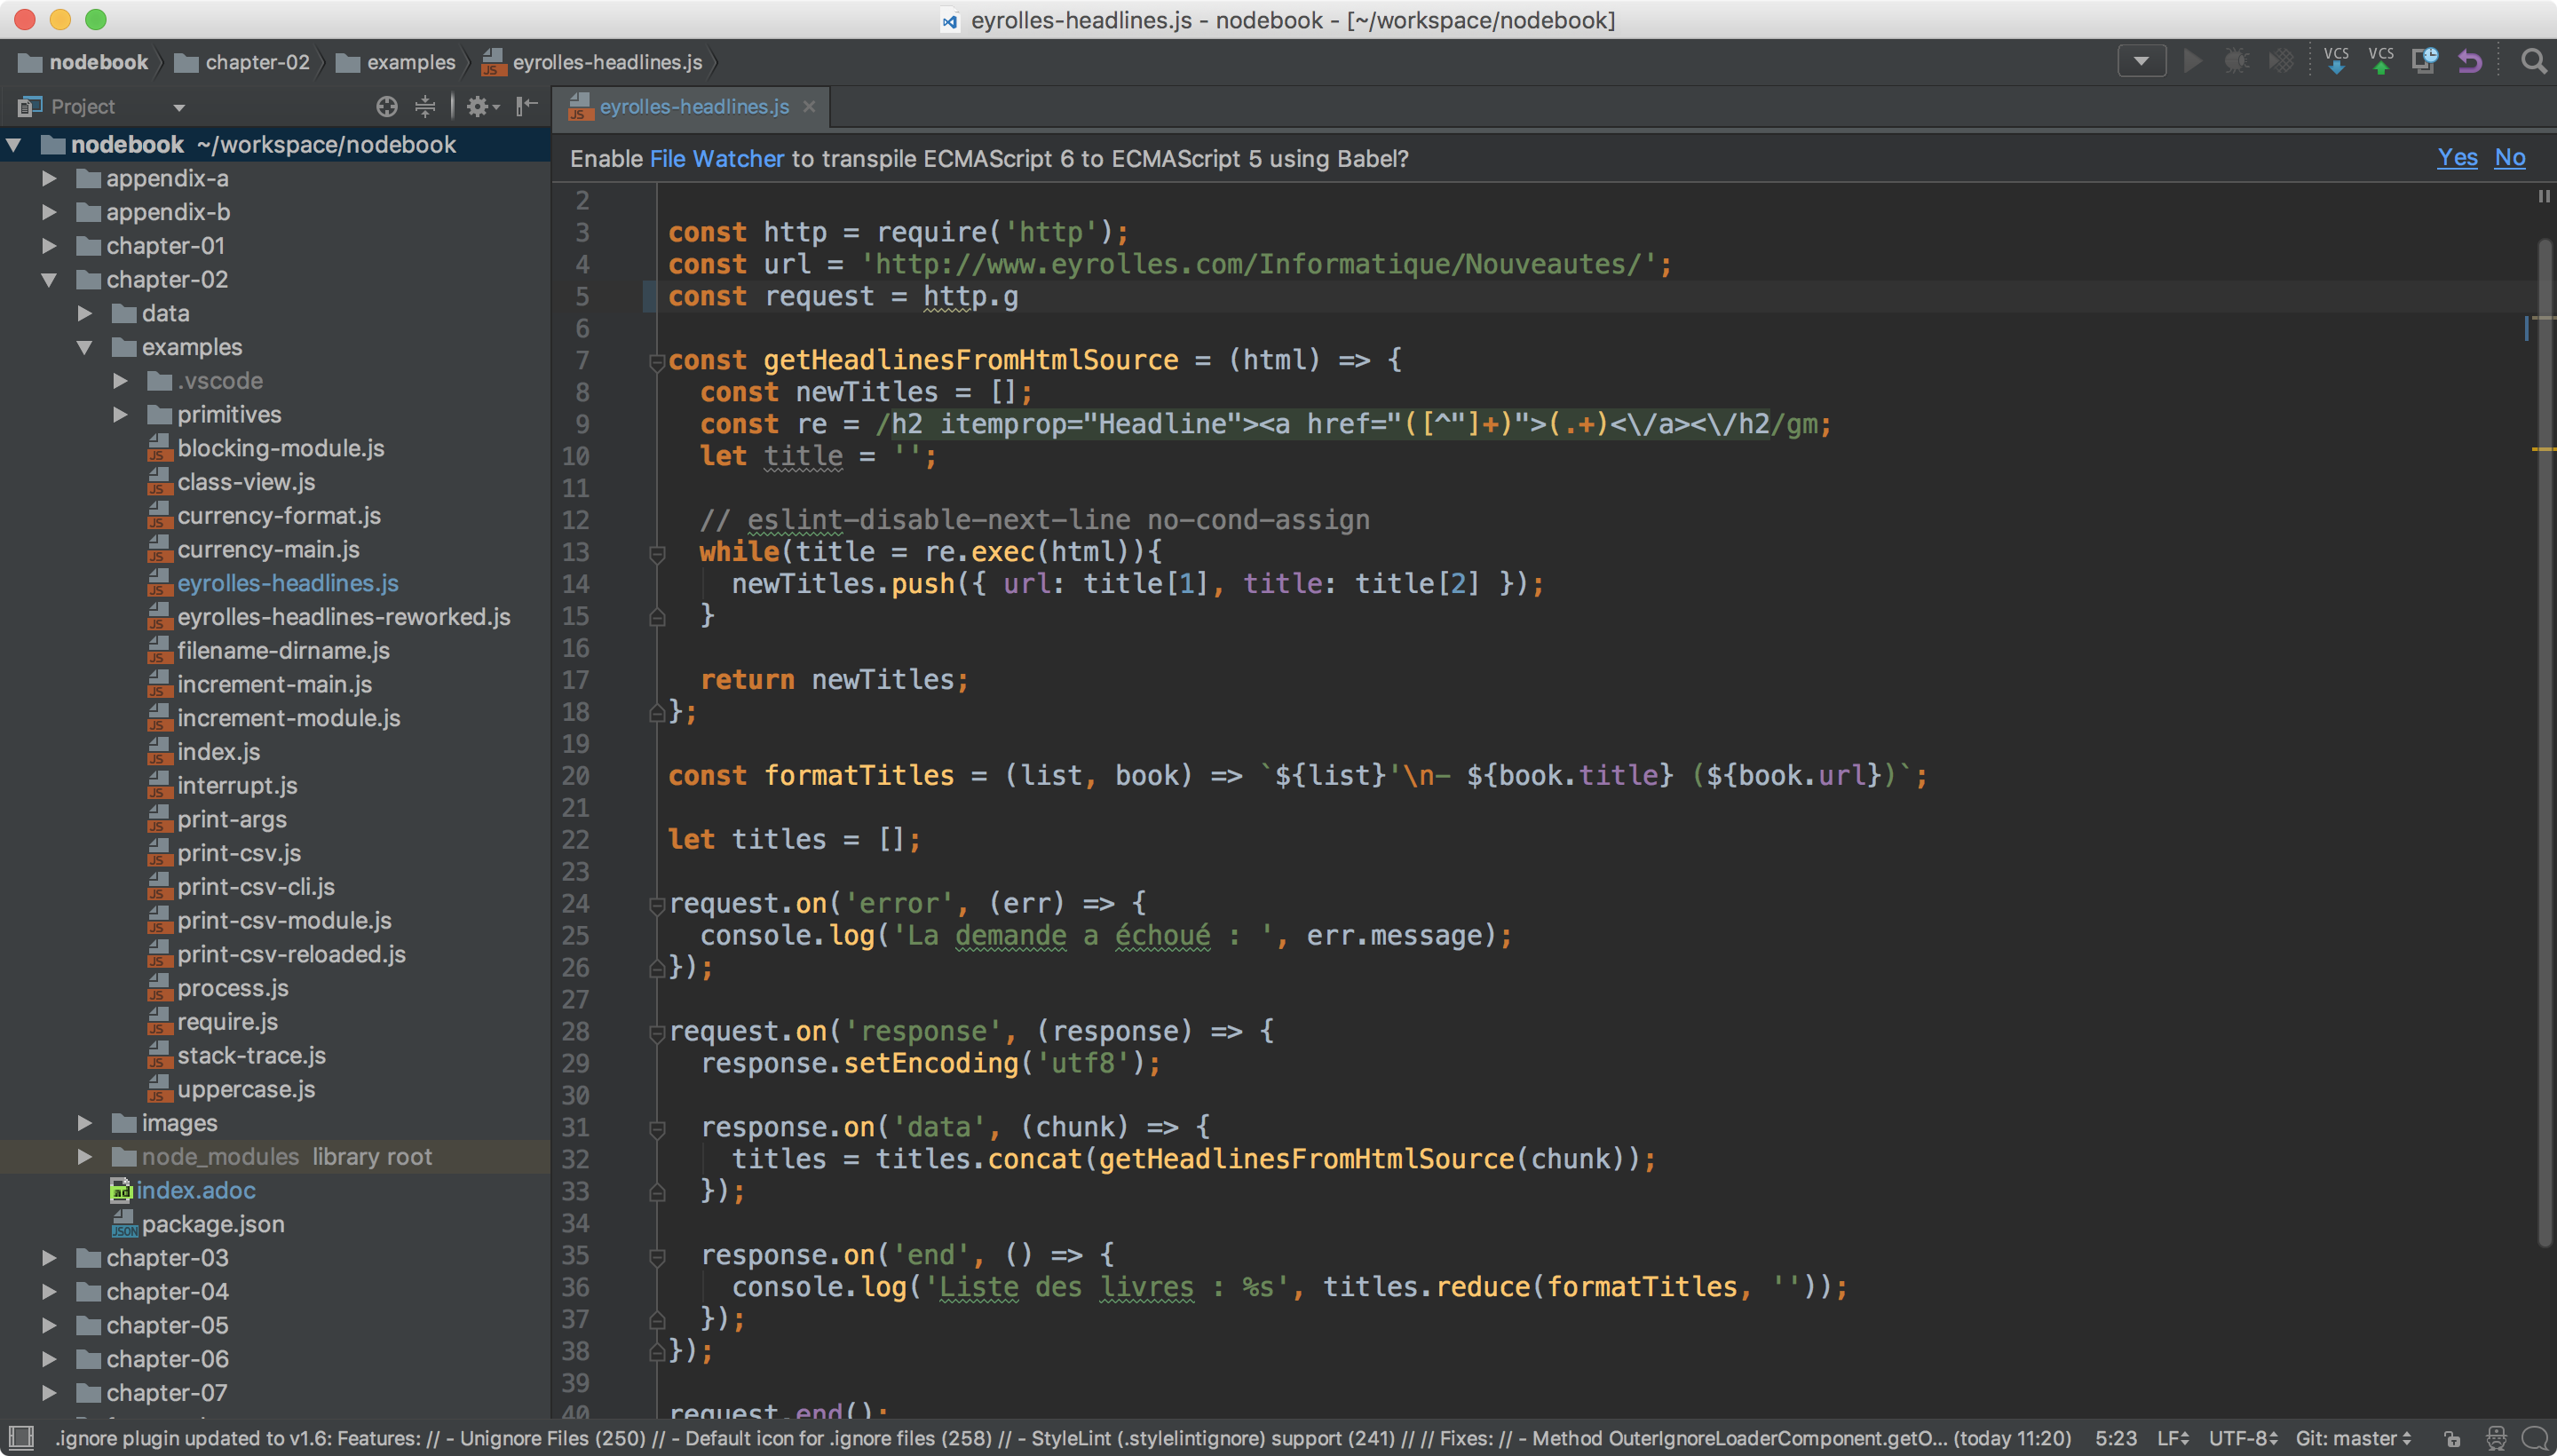 eyrolles-headlines.js - nodebook - [~/workspace/nodebook]
nodebook chapter-02 examples eyrolles-headlines.js
VCS VCS
Project
eyrolles-headlines.js
nodebook ~/workspace/nodebook
appendix-a
appendix-b
chapter-01
chapter-02
data
examples
.vscode
primitives
blocking-module.js
class-view.js
currency-format.js
currency-main.js
eyrolles-headlines.js
eyrolles-headlines-reworked.js
filename-dirname.js
increment-main.js
increment-module.js
index.js
interrupt.js
print-args
print-csv.js
print-csv-cli.js
print-csv-module.js
print-csv-reloaded.js
process.js
require.js
stack-trace.js
uppercase.js
images
node_modules library root
index.adoc
package.json
chapter-03
chapter-04
chapter-05
chapter-06
chapter-07
Enable File Watcher to transpile ECMAScript 6 to ECMAScript 5 using Babel? Yes No
2
3 const http = require('http');
4 const url = 'http://www.eyrolles.com/Informatique/Nouveautes/';
5 const request = http.g
6
7 const getHeadlinesFromHtmlSource = (html) => {
8 const newTitles = [];
9 const re = /h2 itemprop="Headline"><a href="([^"]+)">(.+)<\/a><\/h2/gm;
10 let title = '';
11
12 // eslint-disable-next-line no-cond-assign
13 while(title = re.exec(html)){
14 newTitles.push({ url: title[1], title: title[2] });
15 }
16
17 return newTitles;
18 };
19
20 const formatTitles = (list, book) => `${list}'\n- ${book.title} (${book.url})`;
21
22 let titles = [];
23
24 request.on('error', (err) => {
25 console.log('La demande a échoué : ', err.message);
26 });
27
28 request.on('response', (response) => {
29 response.setEncoding('utf8');
30
31 response.on('data', (chunk) => {
32 titles = titles.concat(getHeadlinesFromHtmlSource(chunk));
33 });
34
35 response.on('end', () => {
36 console.log('Liste des livres : %s', titles.reduce(formatTitles, ''));
37 });
38 });
39
40 request.end();
.ignore plugin updated to v1.6: Features: // - Unignore Files (250) // - Default icon for .ignore files (258) // - StyleLint (.stylelintignore) support (241) // // Fixes: // - Method OuterIgnoreLoaderComponent.getO... (today 11:20) 5:23 LF UTF-8 Git: master